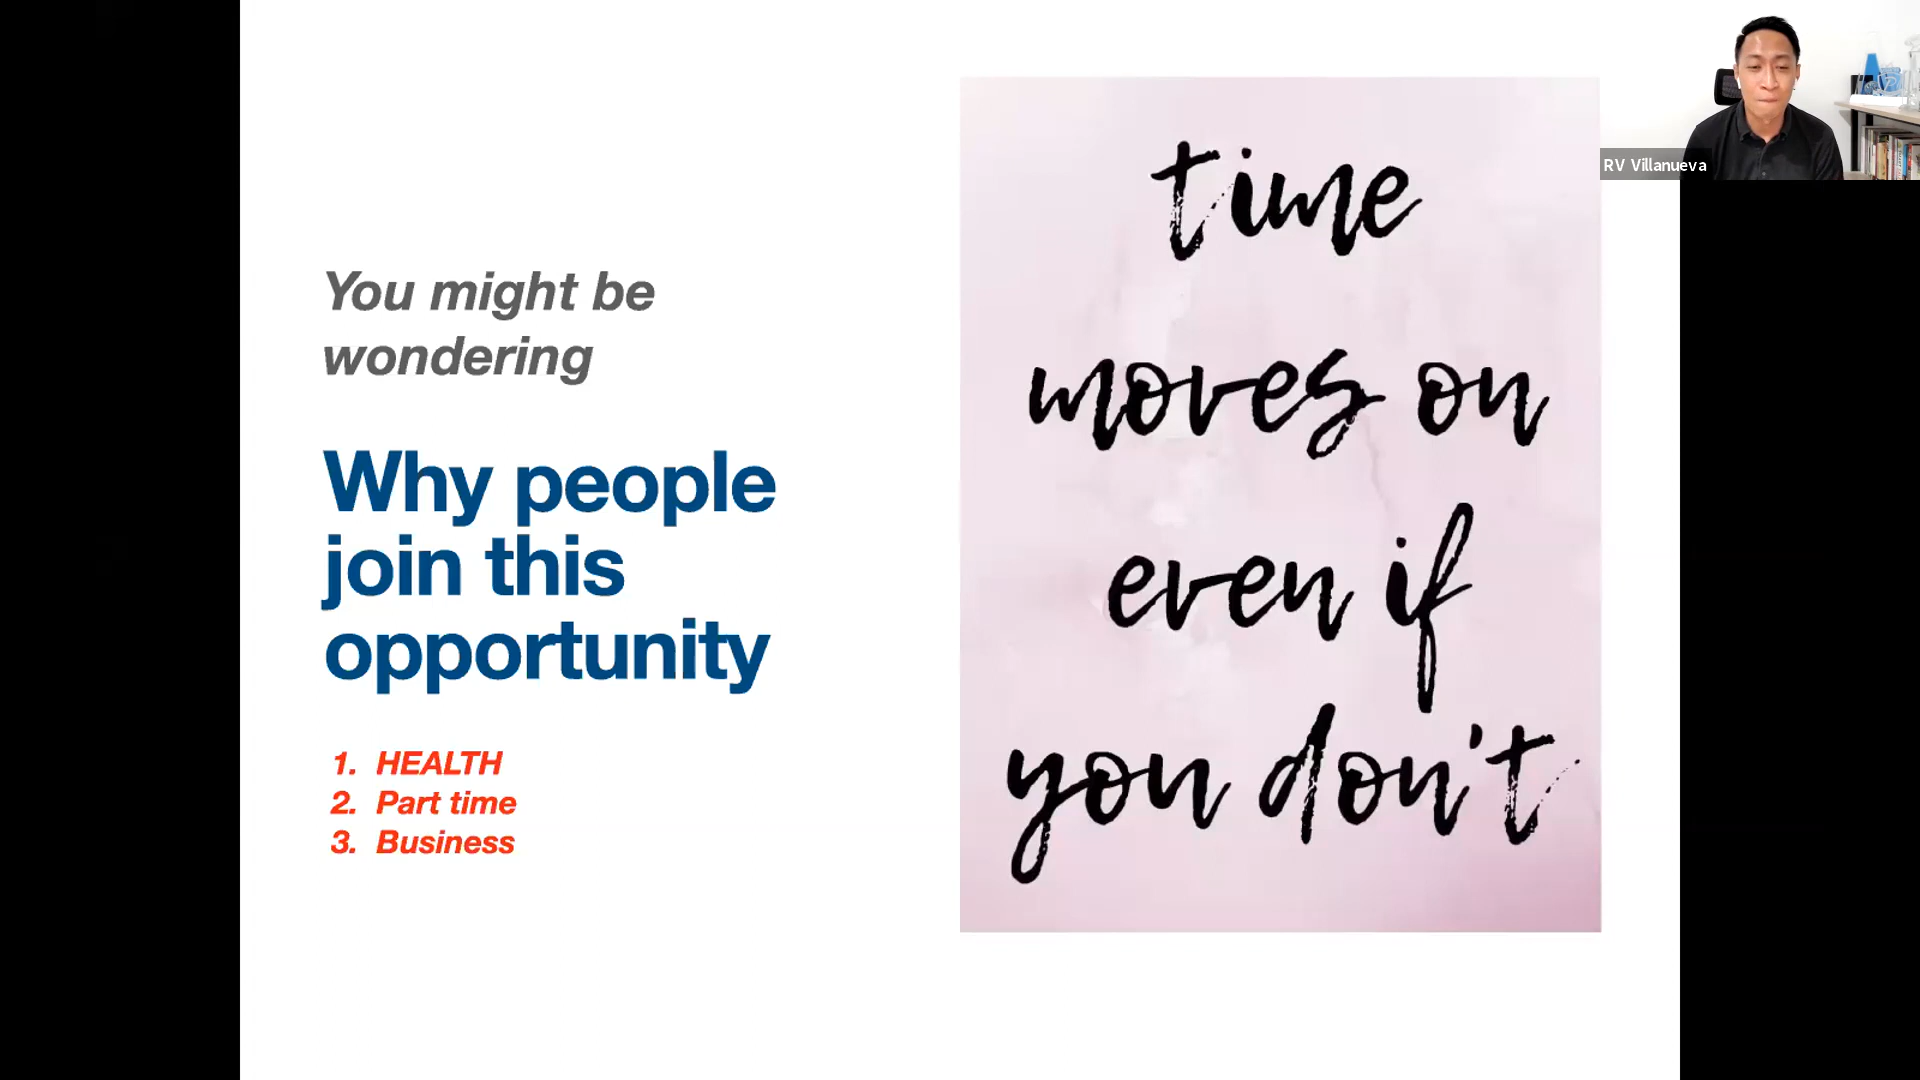 You might be
wondering
Why people
join this
opportunity
1. HEALTH
2. Part time
3. Business
time
moves on
even if
you don't
RV Villanueva